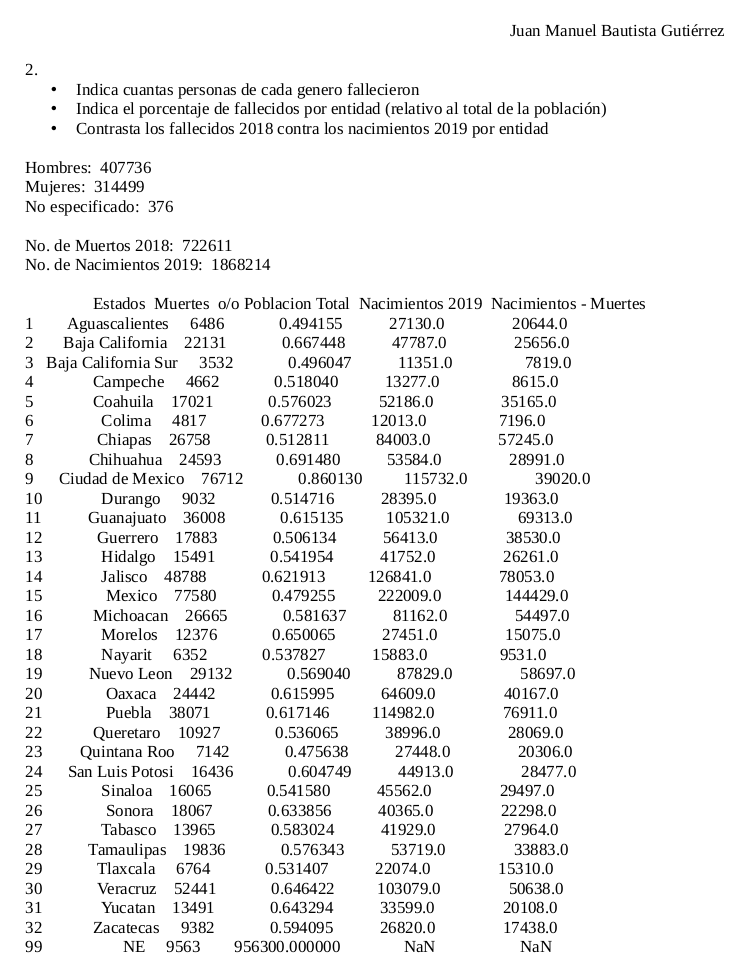 Juan Manuel Bautista Gutiérrez
2.
• Indica cuantas personas de cada genero fallecieron
• Indica el porcentaje de fallecidos por entidad (relativo al total de la población)
• Contrasta los fallecidos 2018 contra los nacimientos 2019 por entidad
Hombres: 407736
Mujeres: 314499
No especificado: 376
No. de Muertos 2018: 722611
No. de Nacimientos 2019: 1868214
Estados Muertes o/o Poblacion Total Nacimientos 2019 Nacimientos - Muertes
1 Aguascalientes 6486 0.494155 27130.0 20644.0
2 Baja California 22131 0.667448 47787.0 25656.0
3 Baja California Sur 3532 0.496047 11351.0 7819.0
4 Campeche 4662 0.518040 13277.0 8615.0
5 Coahuila 17021 0.576023 52186.0 35165.0
6 Colima 4817 0.677273 12013.0 7196.0
7 Chiapas 26758 0.512811 84003.0 57245.0
8 Chihuahua 24593 0.691480 53584.0 28991.0
9 Ciudad de Mexico 76712 0.860130 115732.0 39020.0
10 Durango 9032 0.514716 28395.0 19363.0
11 Guanajuato 36008 0.615135 105321.0 69313.0
12 Guerrero 17883 0.506134 56413.0 38530.0
13 Hidalgo 15491 0.541954 41752.0 26261.0
14 Jalisco 48788 0.621913 126841.0 78053.0
15 Mexico 77580 0.479255 222009.0 144429.0
16 Michoacan 26665 0.581637 81162.0 54497.0
17 Morelos 12376 0.650065 27451.0 15075.0
18 Nayarit 6352 0.537827 15883.0 9531.0
19 Nuevo Leon 29132 0.569040 87829.0 58697.0
20 Oaxaca 24442 0.615995 64609.0 40167.0
21 Puebla 38071 0.617146 114982.0 76911.0
22 Queretaro 10927 0.536065 38996.0 28069.0
23 Quintana Roo 7142 0.475638 27448.0 20306.0
24 San Luis Potosi 16436 0.604749 44913.0 28477.0
25 Sinaloa 16065 0.541580 45562.0 29497.0
26 Sonora 18067 0.633856 40365.0 22298.0
27 Tabasco 13965 0.583024 41929.0 27964.0
28 Tamaulipas 19836 0.576343 53719.0 33883.0
29 Tlaxcala 6764 0.531407 22074.0 15310.0
30 Veracruz 52441 0.646422 103079.0 50638.0
31 Yucatan 13491 0.643294 33599.0 20108.0
32 Zacatecas 9382 0.594095 26820.0 17438.0
99 NE 9563 956300.000000 NaN NaN